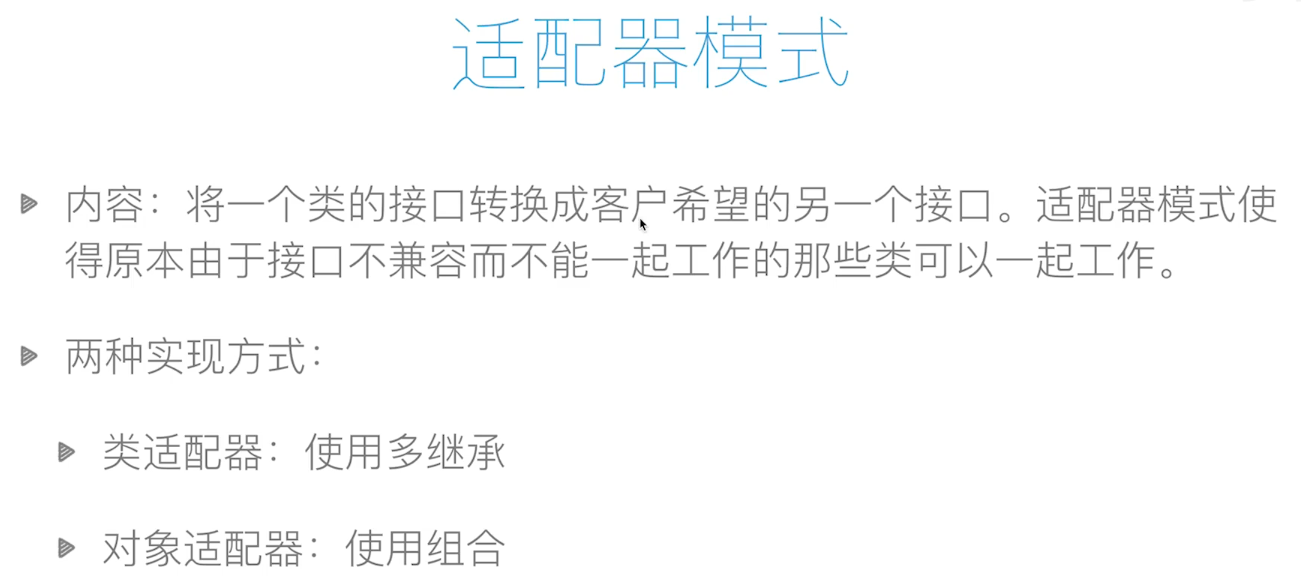 适配器模式
内容：将一个类的接口转换成客户希望的另一个接口。适配器模式使
得原本由于接口不兼容而不能一起工作的那些类可以一起工作。
两种实现方式：
类适配器：使用多继承
对象适配器：使用组合